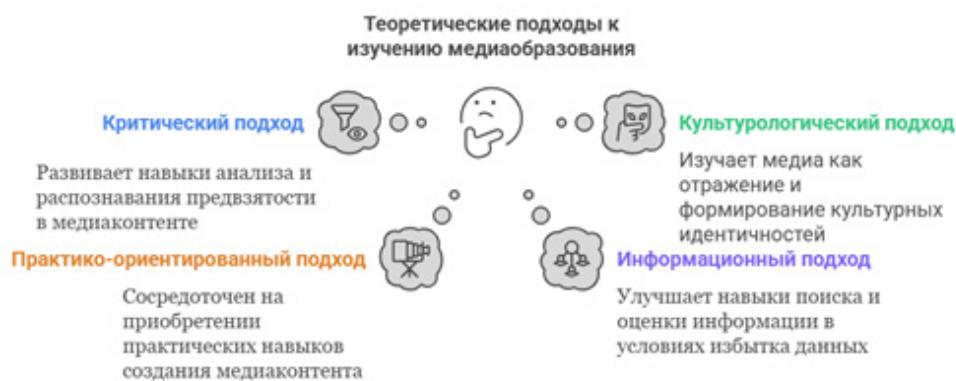 Теоретические подходы к
изучению медиаобразования
Критический подход
Развивает навыки анализа и
распознавания предвзятости
в медиаконтенте
Культурологический подход
Изучает медиа как
отражение и
формирование культурных
идентичностей
Практико-ориентированный подход
Сосредоточен на
приобретении
практических навыков
создания медиаконтента
Информационный подход
Улучшает навыки поиска и
оценки информации в
условиях избытка данных